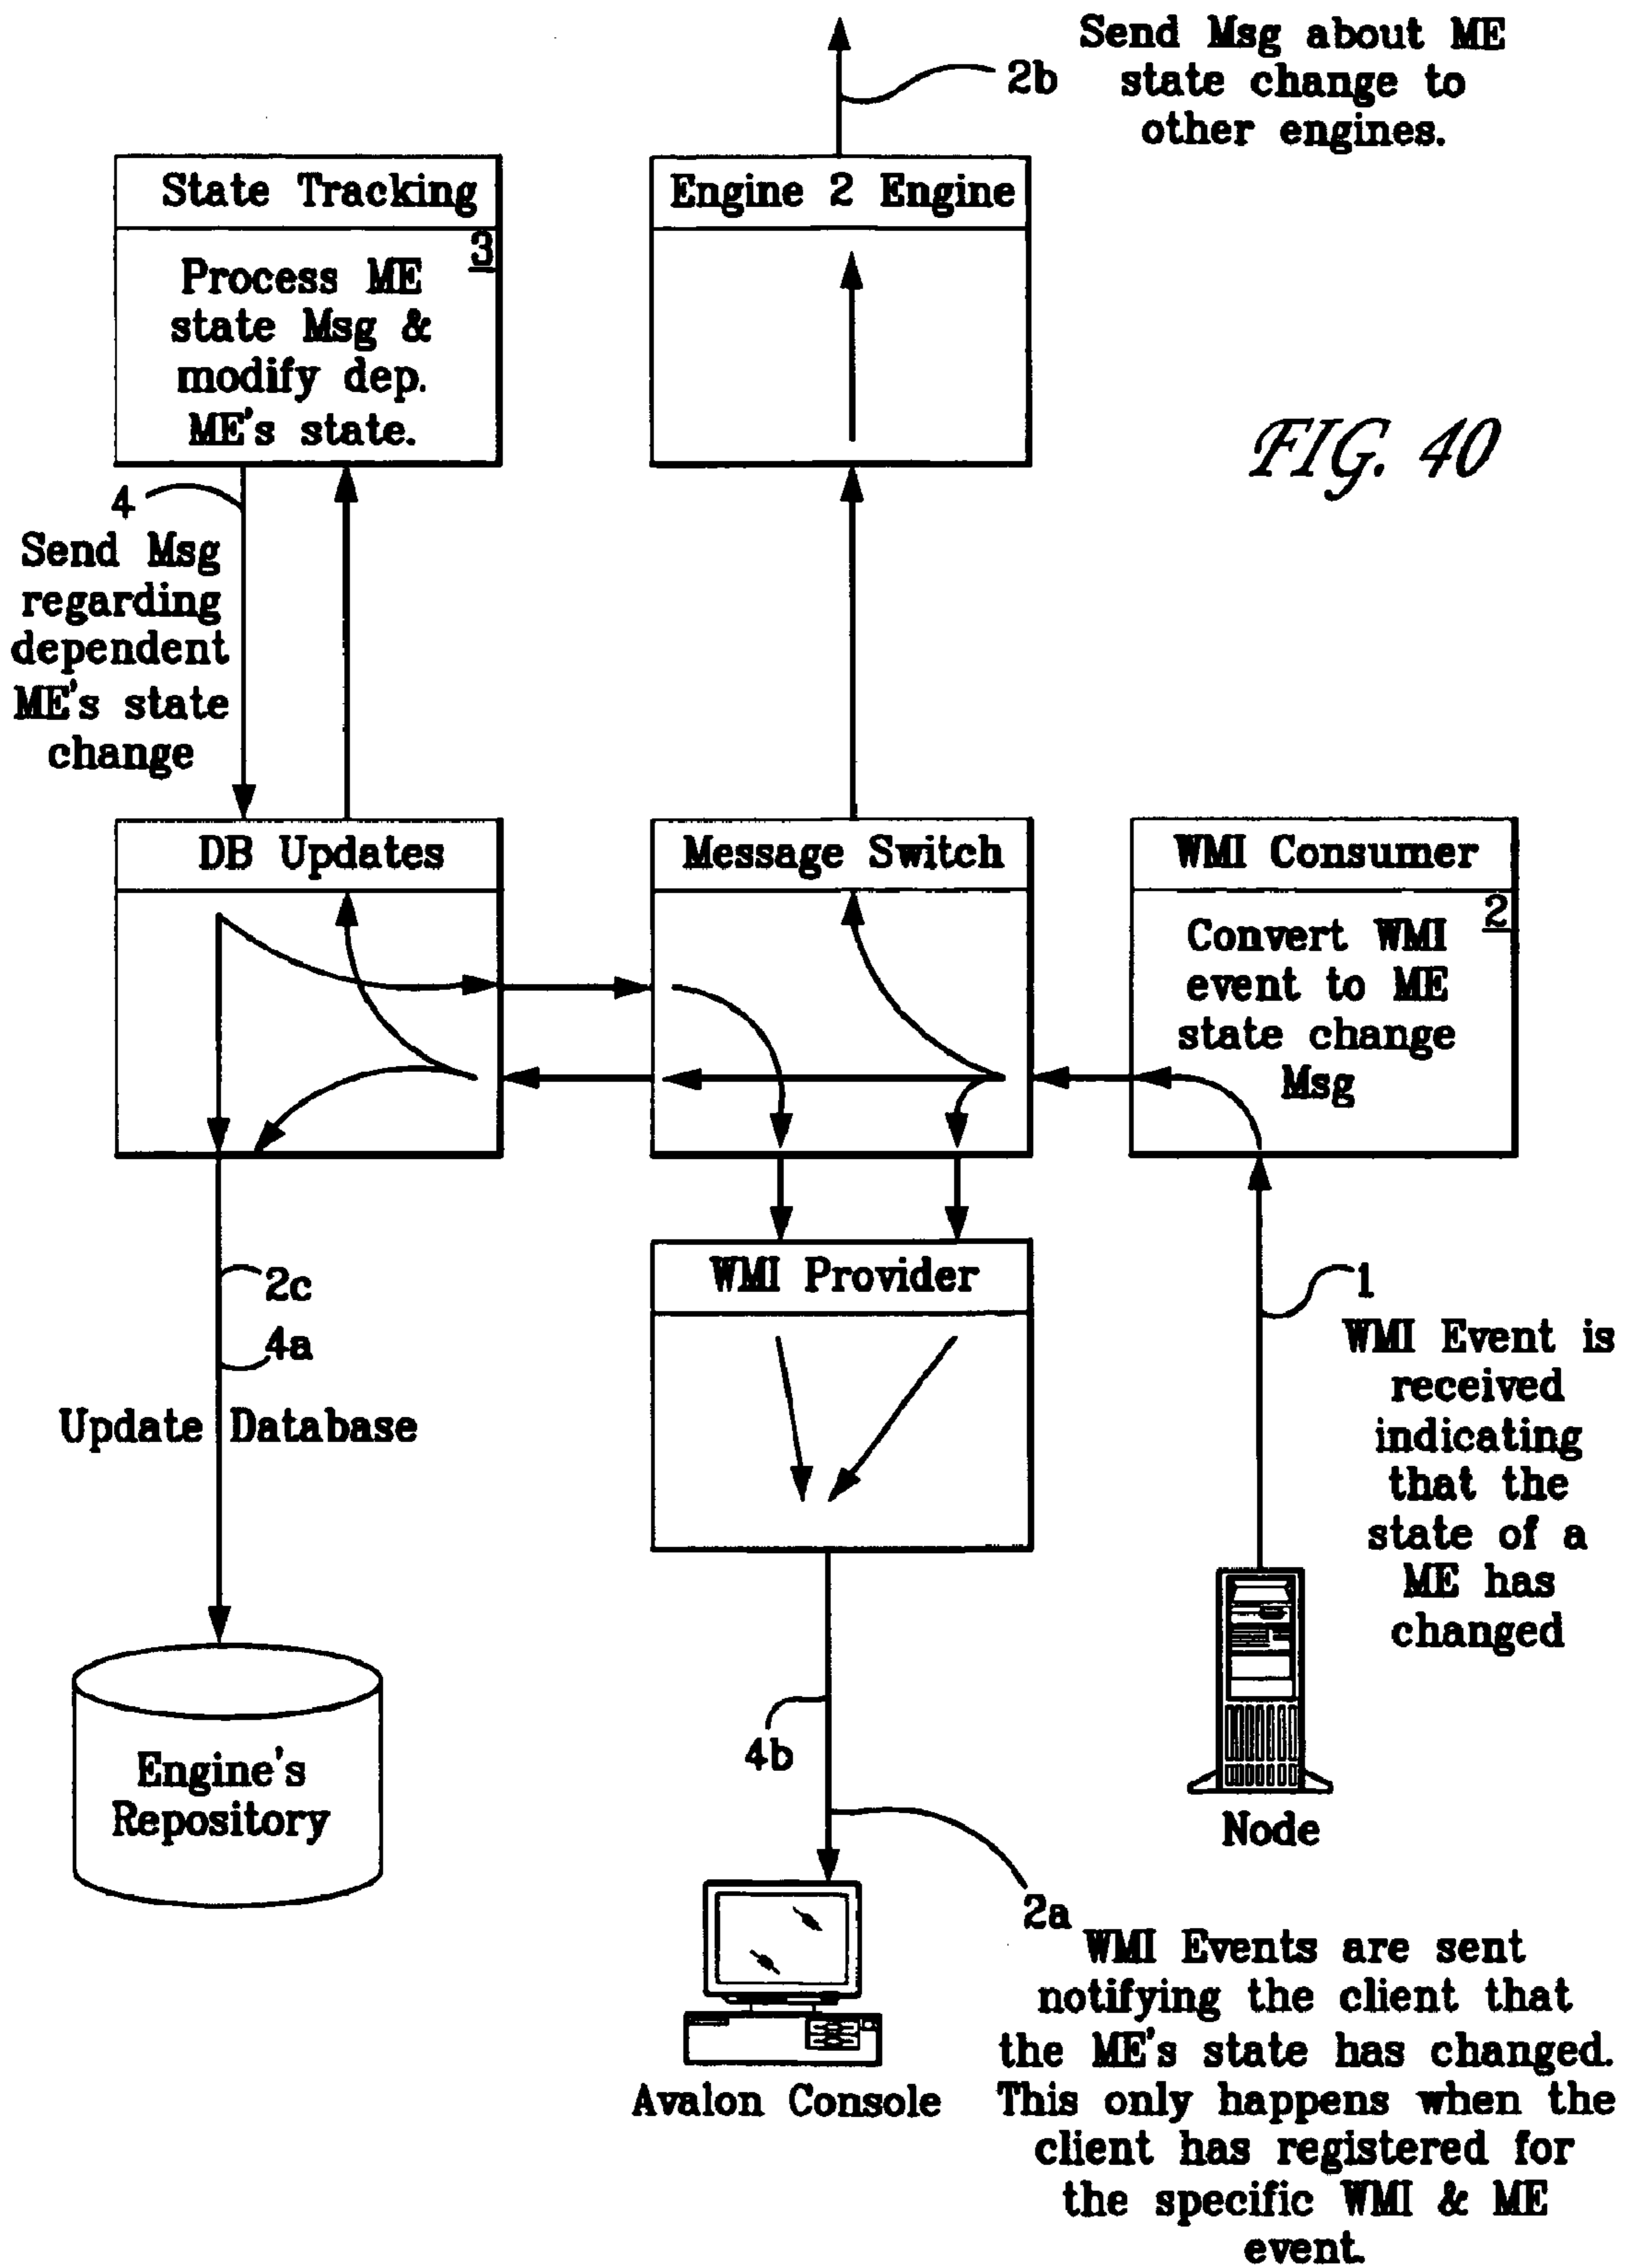 2b
Send Msg about ME
state change to
other engines.
State Tracking
3
Process ME
state Msg &
modify dep.
ME's state.
Engine 2 Engine
FIG. 40
4
Send Msg
regarding
dependent
ME's state
change
DB Updates
Message Switch
WMI Consumer
2
Convert WMI
event to ME
state change
Msg
2c
4a
Update Database
WMI Provider
1
WMI Event is
received
indicating
that the
state of a
ME has
changed
Engine's
Repository
4b
Node
2a
Avalon Console
WMI Events are sent
notifying the client that
the ME's state has changed.
This only happens when the
client has registered for
the specific WMI & ME
event.